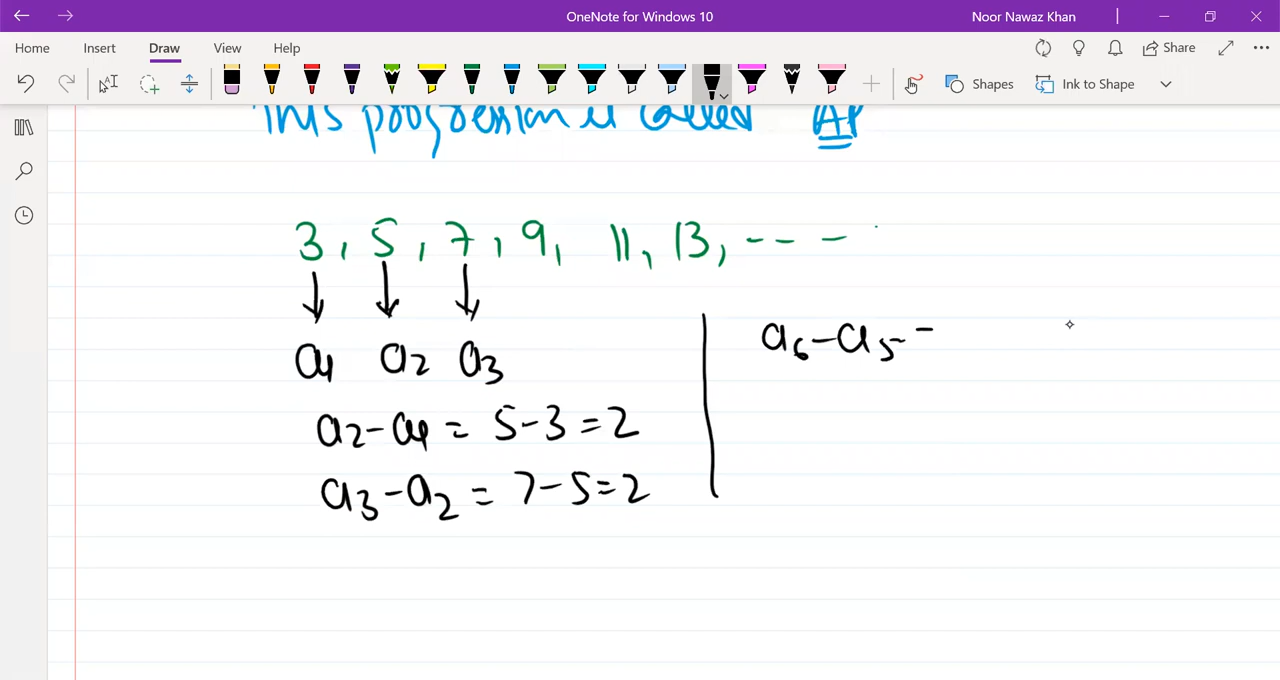 OneNote for Windows 10
Noor Nawaz Khan
Home Insert Draw View Help
Share
Shapes
Ink to Shape
This progression is called AP
3, 5, 7, 9, 11, 13, -- -
a1 a2 a3
a2-a1 = 5-3=2
a3-a2 = 7-5=2
a6-a5=